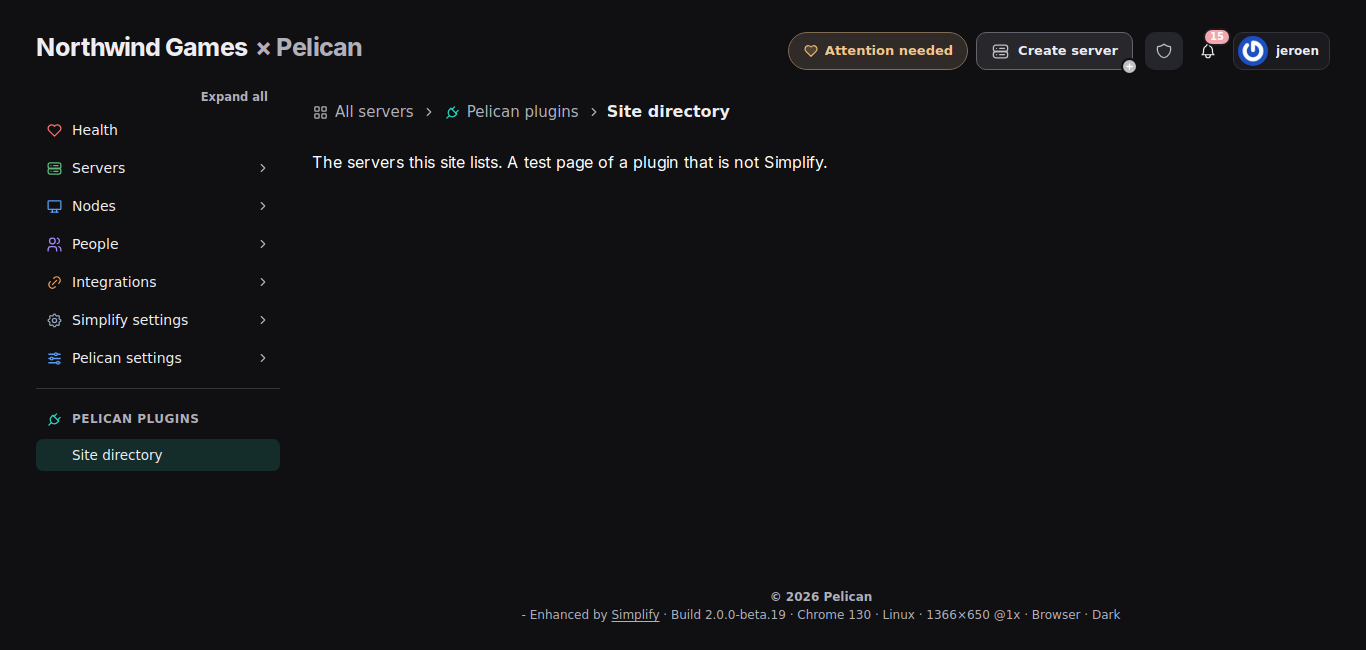 Northwind Games × Pelican
Attention needed
Create server
15
jeroen
Expand all
Health
Servers
Nodes
People
Integrations
Simplify settings
Pelican settings
PELICAN PLUGINS
Site directory
All servers > Pelican plugins > Site directory
The servers this site lists. A test page of a plugin that is not Simplify.
© 2026 Pelican
- Enhanced by Simplify · Build 2.0.0-beta.19 · Chrome 130 · Linux · 1366×650 @1x · Browser · Dark